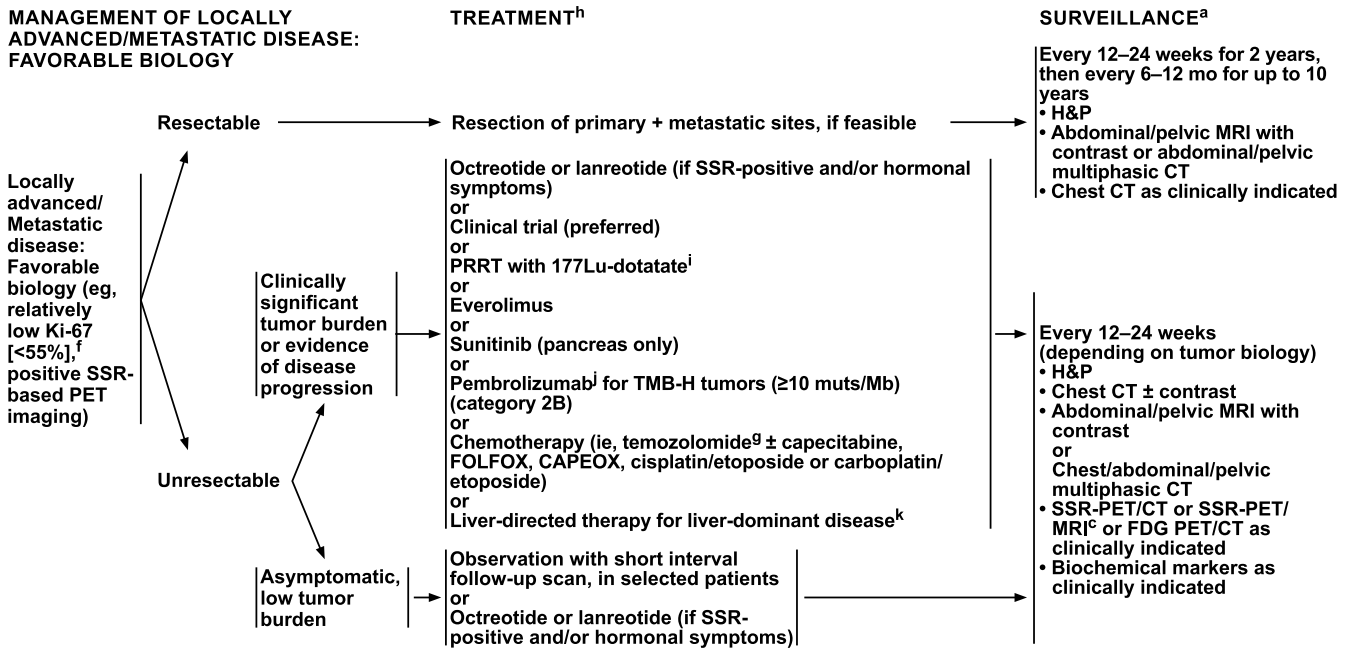 MANAGEMENT OF LOCALLY
ADVANCED/METASTATIC DISEASE:
FAVORABLE BIOLOGY
TREATMENTh
SURVEILLANCEa
Locally
advanced/
Metastatic
disease:
Favorable
biology (eg,
relatively
low Ki-67
[<55%],f
positive SSR-
based PET
imaging)
Resectable
Resection of primary + metastatic sites, if feasible
Every 12–24 weeks for 2 years,
then every 6–12 mo for up to 10
years
• H&P
• Abdominal/pelvic MRI with
contrast or abdominal/pelvic
multiphasic CT
• Chest CT as clinically indicated
Unresectable
Clinically
significant
tumor burden
or evidence
of disease
progression
Octreotide or lanreotide (if SSR-positive and/or hormonal
symptoms)
or
Clinical trial (preferred)
or
PRRT with 177Lu-dotatatei
or
Everolimus
or
Sunitinib (pancreas only)
or
Pembrolizumabj for TMB-H tumors (≥10 muts/Mb)
(category 2B)
or
Chemotherapy (ie, temozolomideg ± capecitabine,
FOLFOX, CAPEOX, cisplatin/etoposide or carboplatin/
etoposide)
or
Liver-directed therapy for liver-dominant diseasek
Asymptomatic,
low tumor
burden
Observation with short interval
follow-up scan, in selected patients
or
Octreotide or lanreotide (if SSR-
positive and/or hormonal symptoms)
Every 12–24 weeks
(depending on tumor biology)
• H&P
• Chest CT ± contrast
• Abdominal/pelvic MRI with
contrast
or
Chest/abdominal/pelvic
multiphasic CT
• SSR-PET/CT or SSR-PET/
MRIc or FDG PET/CT as
clinically indicated
• Biochemical markers as
clinically indicated